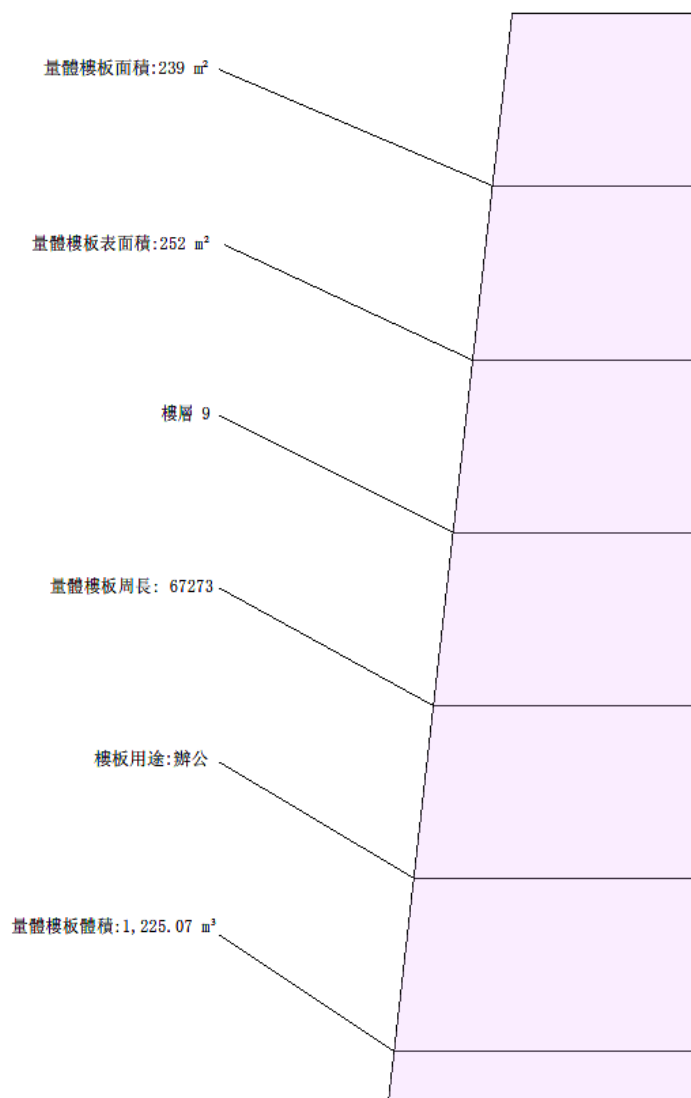 量體樓板面積:239 m²
量體樓板表面積:252 m²
樓層 9
量體樓板周長: 67273
樓板用途:辦公
量體樓板體積:1,225.07 m³